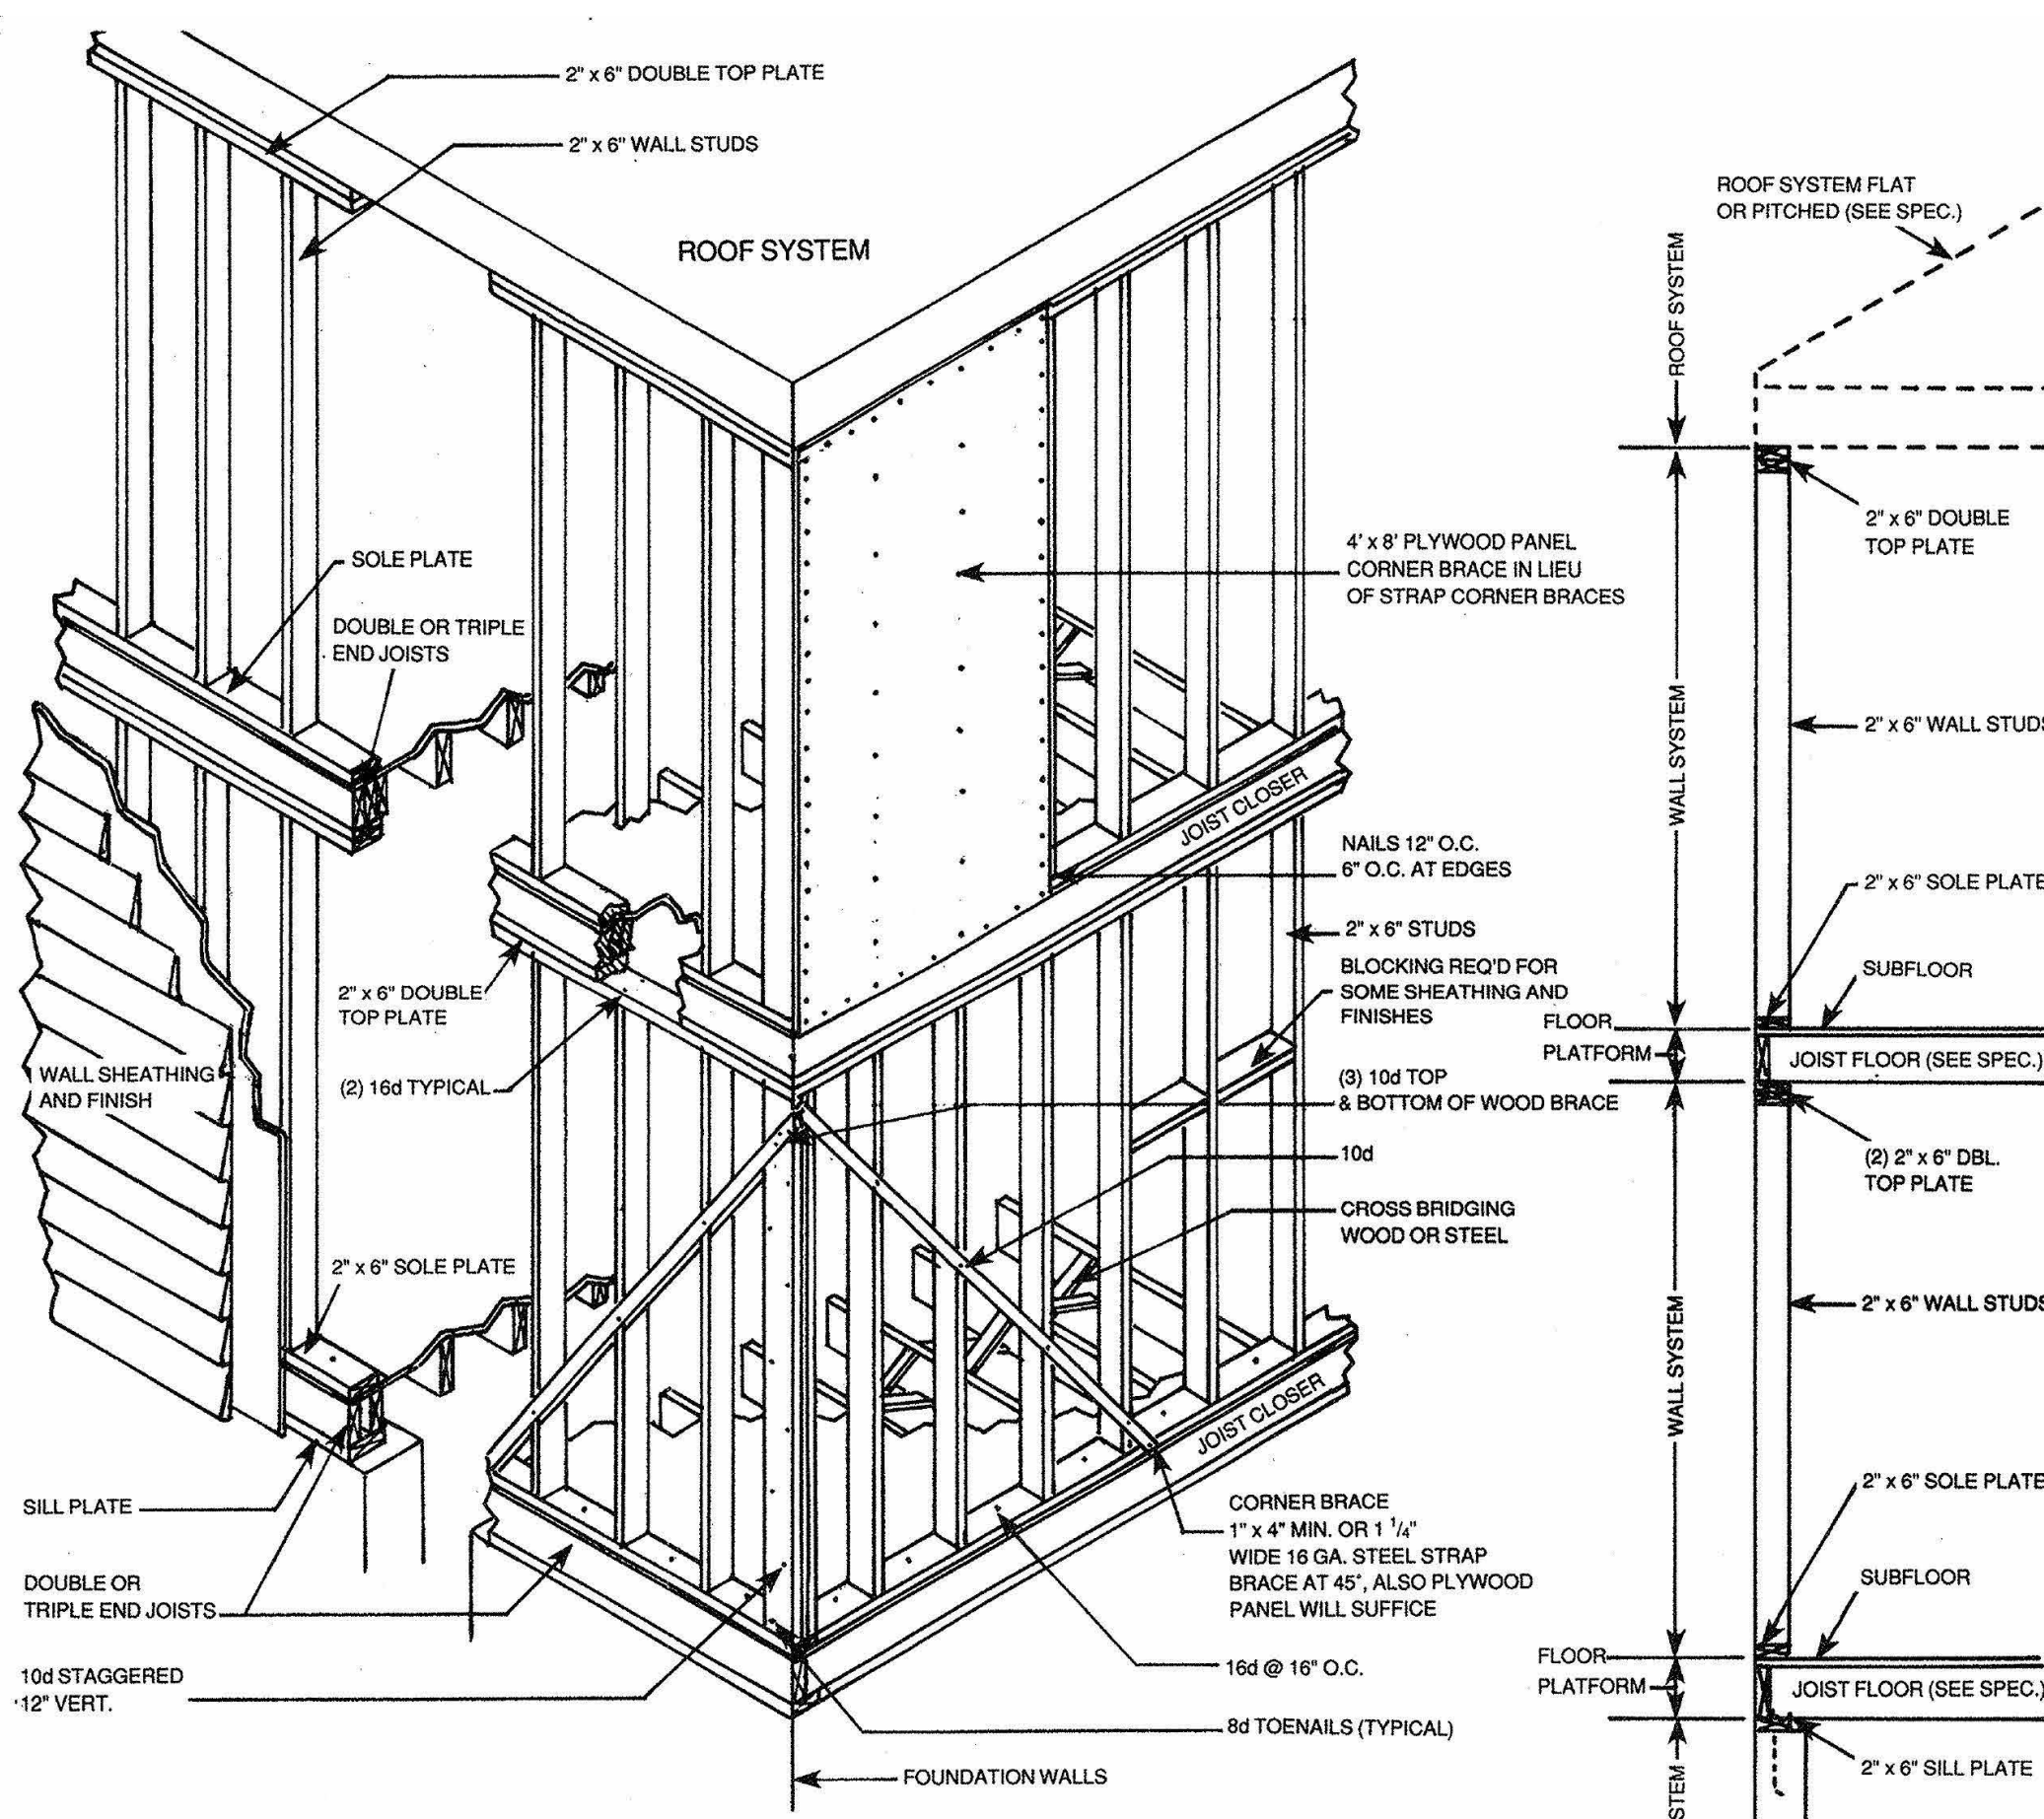 2" x 6" DOUBLE TOP PLATE
2" x 6" WALL STUDS
ROOF SYSTEM
SOLE PLATE
DOUBLE OR TRIPLE
END JOISTS
2" x 6" DOUBLE
TOP PLATE
(2) 16d TYPICAL
WALL SHEATHING
AND FINISH
2" x 6" SOLE PLATE
SILL PLATE
DOUBLE OR
TRIPLE END JOISTS
10d STAGGERED
12" VERT.
4' x 8' PLYWOOD PANEL
CORNER BRACE IN LIEU
OF STRAP CORNER BRACES
JOIST CLOSER
NAILS 12" O.C.
6" O.C. AT EDGES
2" x 6" STUDS
BLOCKING REQ'D FOR
SOME SHEATHING AND
FINISHES
(3) 10d TOP
& BOTTOM OF WOOD BRACE
10d
CROSS BRIDGING
WOOD OR STEEL
JOIST CLOSER
CORNER BRACE
1" x 4" MIN. OR 1 1/4"
WIDE 16 GA. STEEL STRAP
BRACE AT 45°, ALSO PLYWOOD
PANEL WILL SUFFICE
16d @ 16" O.C.
8d TOENAILS (TYPICAL)
FOUNDATION WALLS
ROOF SYSTEM FLAT
OR PITCHED (SEE SPEC.)
ROOF SYSTEM
2" x 6" DOUBLE
TOP PLATE
WALL SYSTEM
2" x 6" WALL STUDS
2" x 6" SOLE PLATE
SUBFLOOR
FLOOR
PLATFORM
JOIST FLOOR (SEE SPEC.)
(2) 2" x 6" DBL.
TOP PLATE
WALL SYSTEM
2" x 6" WALL STUDS
2" x 6" SOLE PLATE
SUBFLOOR
FLOOR
PLATFORM
JOIST FLOOR (SEE SPEC.)
2" x 6" SILL PLATE
STEM